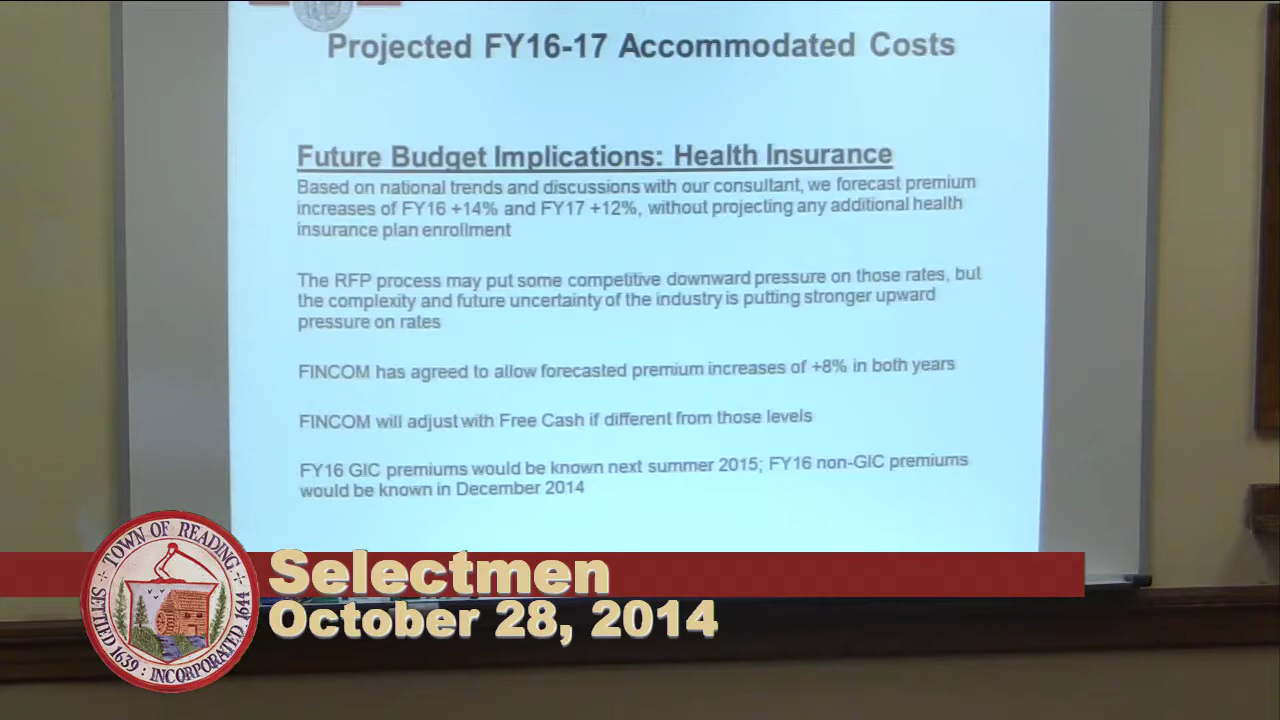 Projected FY16-17 Accommodated Costs
Future Budget Implications: Health Insurance
Based on national trends and discussions with our consultant, we forecast premium
increases of FY16 +14% and FY17 +12%, without projecting any additional health
insurance plan enrollment
The RFP process may put some competitive downward pressure on those rates, but
the complexity and future uncertainty of the industry is putting stronger upward
pressure on rates
FINCOM has agreed to allow forecasted premium increases of +8% in both years
FINCOM will adjust with Free Cash if different from those levels
FY16 GIC premiums would be known next summer 2015; FY16 non-GIC premiums
would be known in December 2014
TOWN OF READING
SETTLED 1639 : INCORPORATED 1644
Selectmen
October 28, 2014